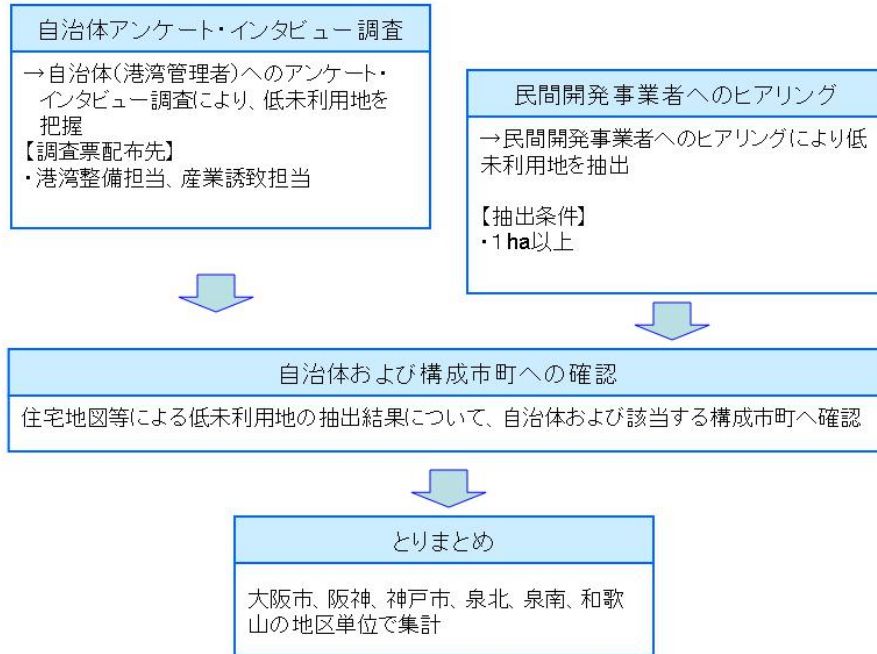 自治体アンケート・インタビュー調査
→自治体(港湾管理者)へのアンケート・
インタビュー調査により、低未利用地を
把握
【調査票配布先】
・港湾整備担当、産業誘致担当
民間開発事業者へのヒアリング
→民間開発事業者へのヒアリングにより低
未利用地を抽出
【抽出条件】
・1ha以上
自治体および構成市町への確認
住宅地図等による低未利用地の抽出結果について、自治体および該当する構成市町へ確認
とりまとめ
大阪市、阪神、神戸市、泉北、泉南、和歌
山の地区単位で集計